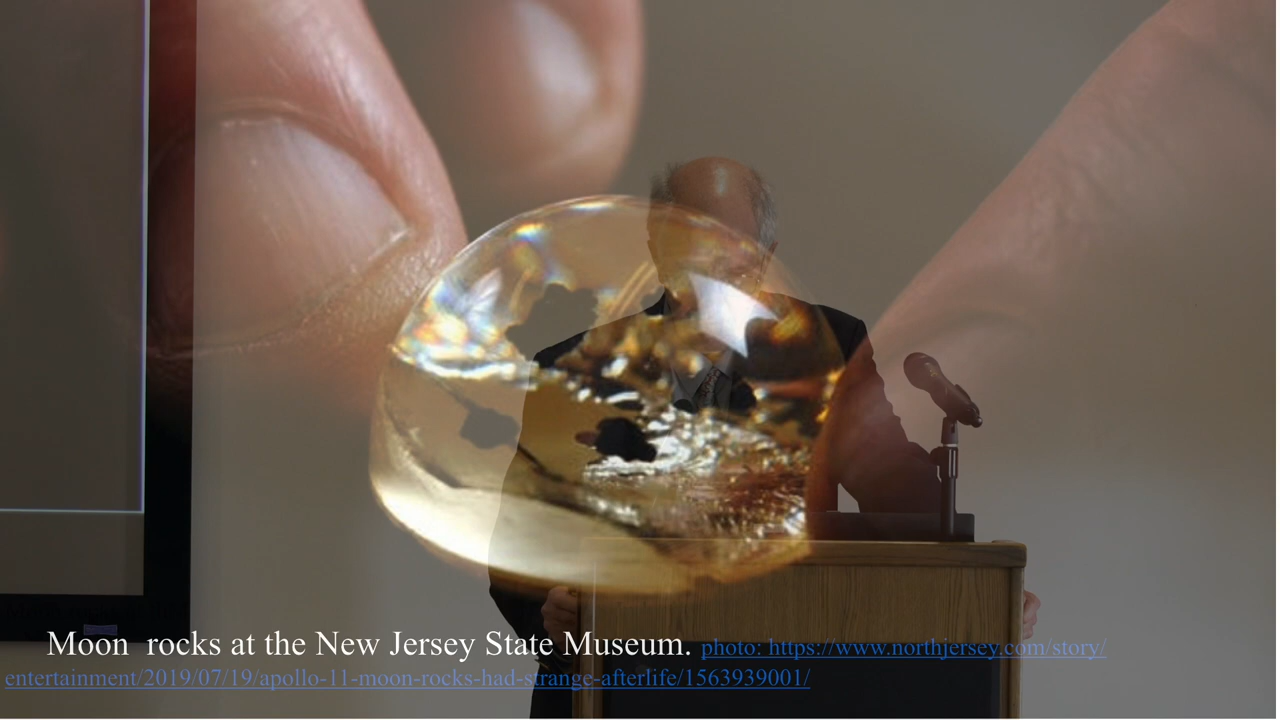 Moon  rocks at the New Jersey State Museum. photo: https://www.northjersey.com/story/
entertainment/2019/07/19/apollo-11-moon-rocks-had-strange-afterlife/1563939001/